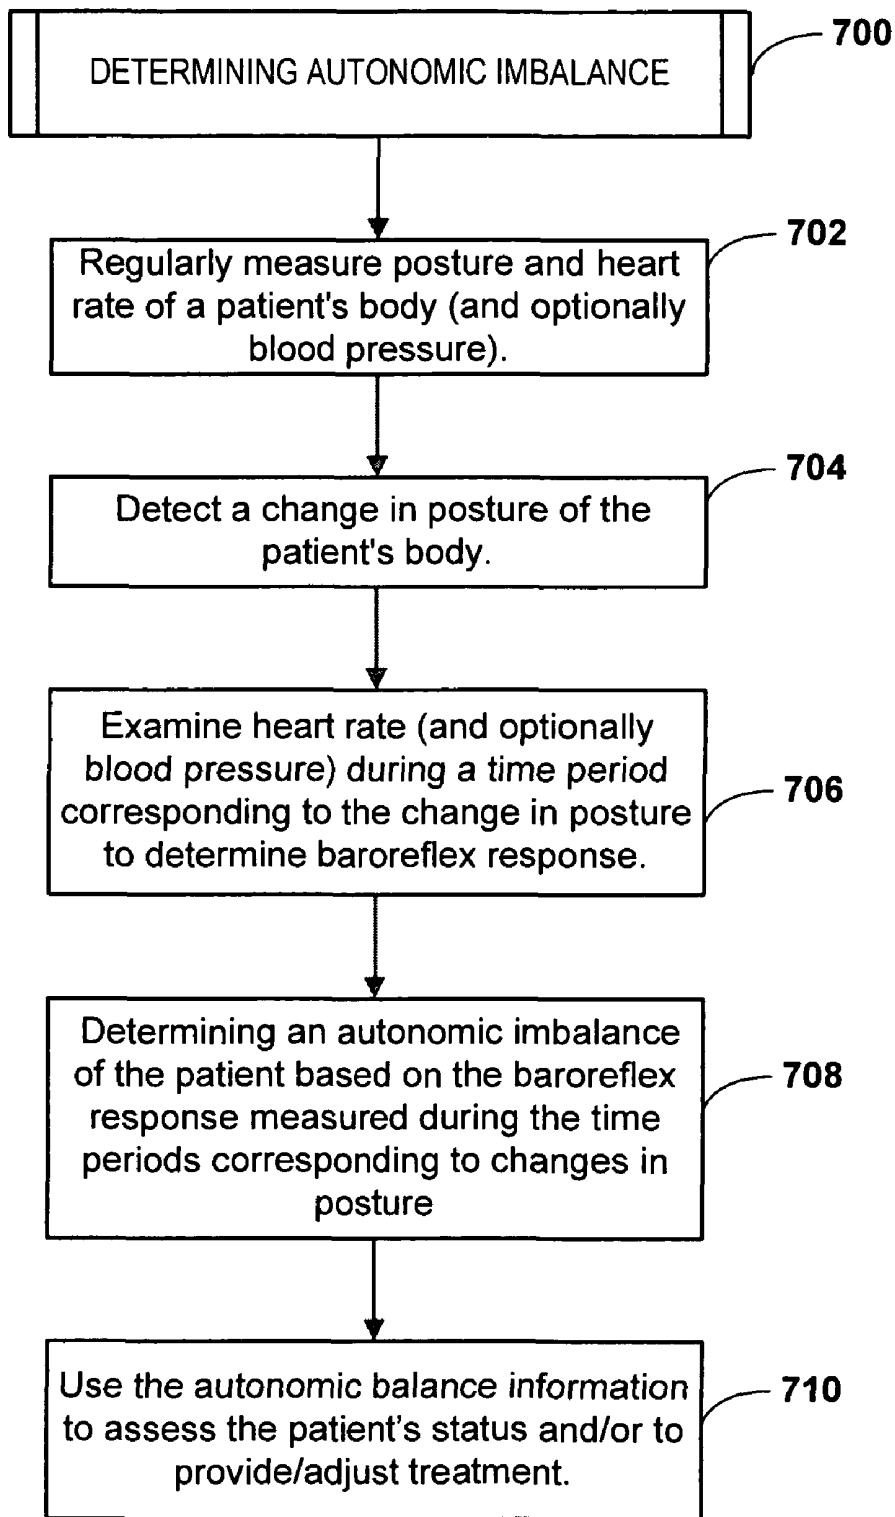 DETERMINING AUTONOMIC IMBALANCE
700
Regularly measure posture and heart
rate of a patient's body (and optionally
blood pressure).
702
Detect a change in posture of the
patient's body.
704
Examine heart rate (and optionally
blood pressure) during a time period
corresponding to the change in posture
to determine baroreflex response.
706
Determining an autonomic imbalance
of the patient based on the baroreflex
response measured during the time
periods corresponding to changes in
posture
708
Use the autonomic balance information
to assess the patient’s status and/or to
provide/adjust treatment.
710